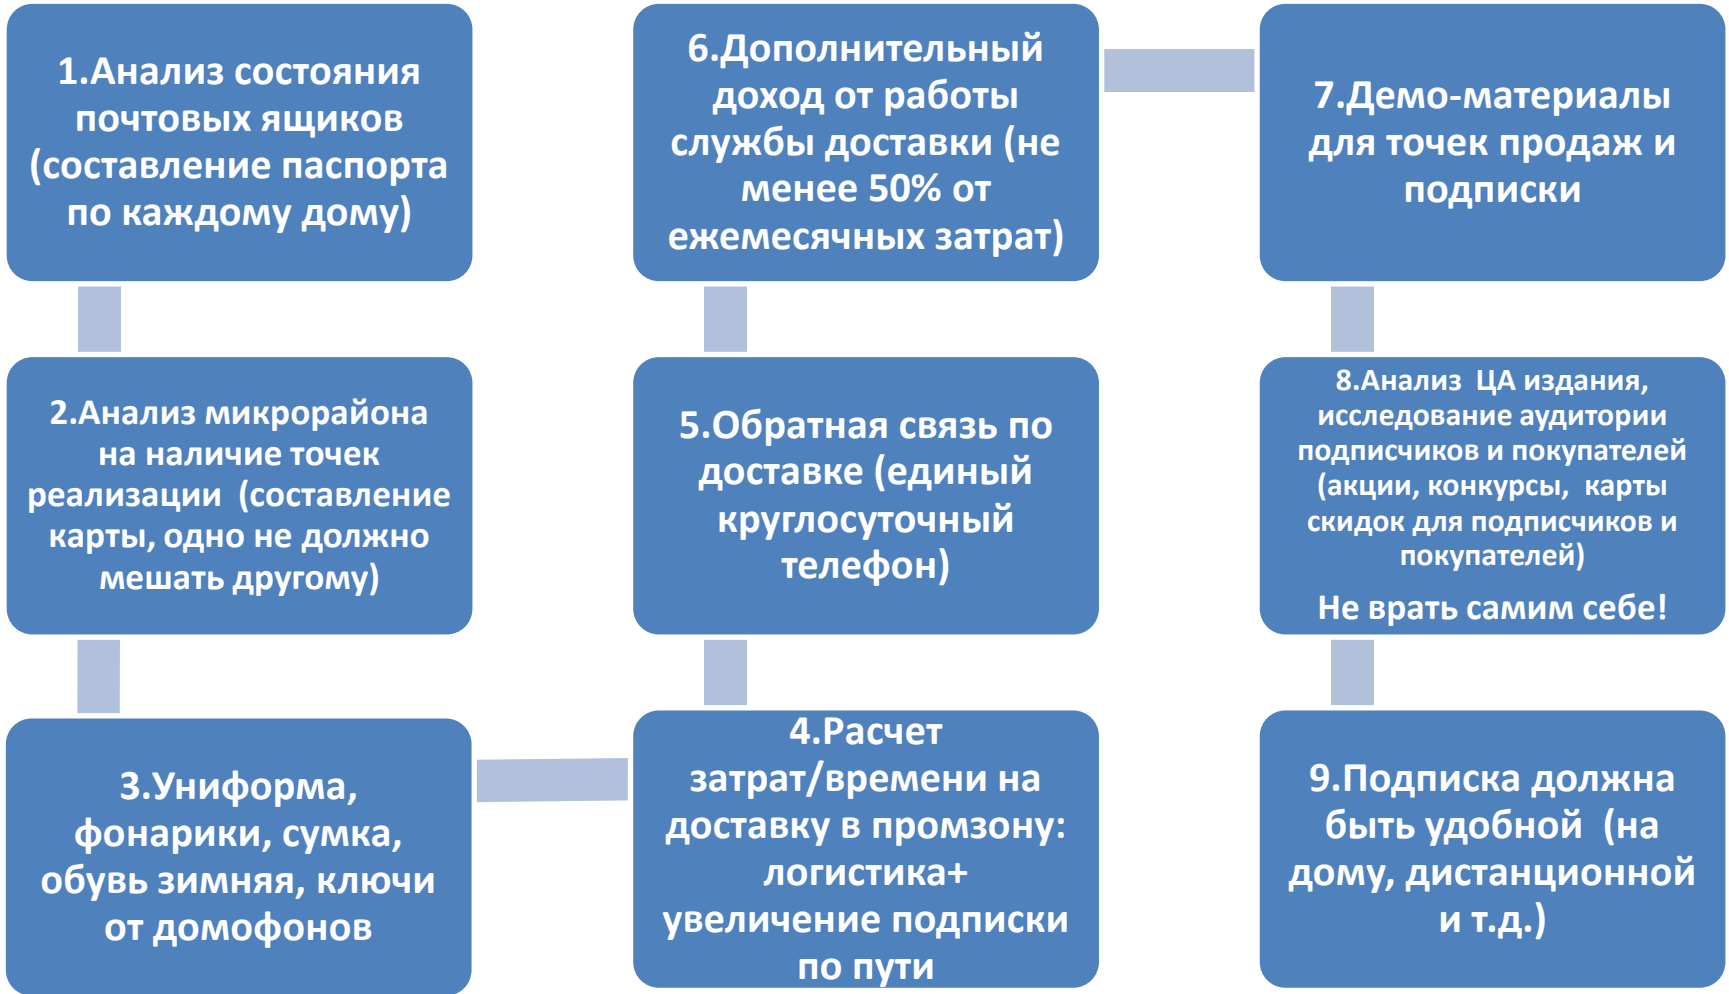 1.Анализ состояния
почтовых ящиков
(составление паспорта
по каждому дому)
2.Анализ микрорайона
на наличие точек
реализации (составление
карты, одно не должно
мешать другому)
3.Униформа,
фонарики, сумка,
обувь зимняя, ключи
от домофонов
4.Расчет
затрат/времени на
доставку в промзону:
логистика+
увеличение подписки
по пути
5.Обратная связь по
доставке (единый
круглосуточный
телефон)
6.Дополнительный
доход от работы
службы доставки (не
менее 50% от
ежемесячных затрат)
7.Демо-материалы
для точек продаж и
подписки
8.Анализ ЦА издания,
исследование аудитории
подписчиков и покупателей
(акции, конкурсы, карты
скидок для подписчиков и
покупателей)
Не врать самим себе!
9.Подписка должна
быть удобной (на
дому, дистанционной
и т.д.)